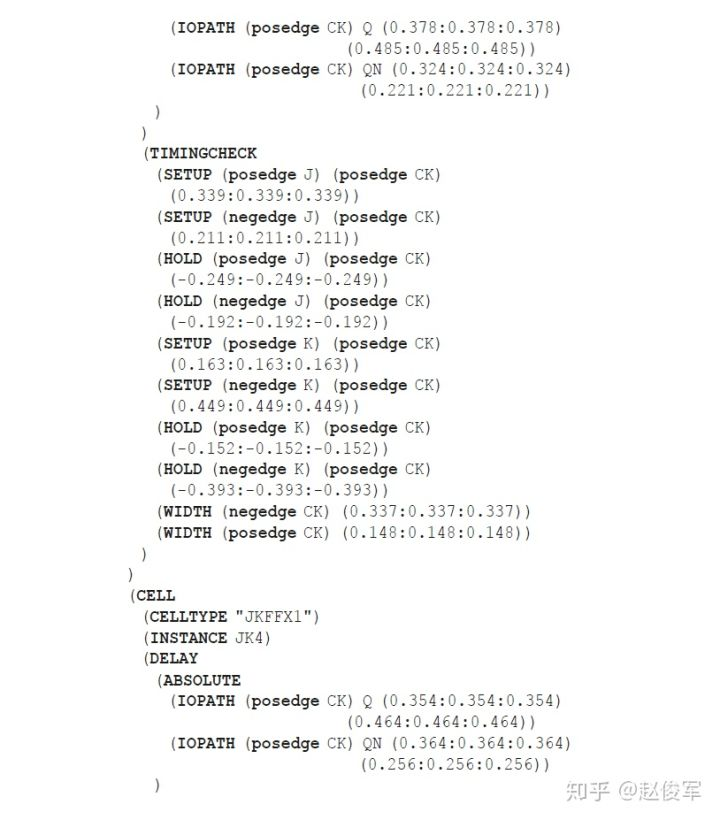 (IOPATH (posedge CK) Q (0.378:0.378:0.378)
(0.485:0.485:0.485))
(IOPATH (posedge CK) QN (0.324:0.324:0.324)
(0.221:0.221:0.221))
)
)
(TIMINGCHECK
(SETUP (posedge J) (posedge CK)
(0.339:0.339:0.339))
(SETUP (negedge J) (posedge CK)
(0.211:0.211:0.211))
(HOLD (posedge J) (posedge CK)
(-0.249:-0.249:-0.249))
(HOLD (negedge J) (posedge CK)
(-0.192:-0.192:-0.192))
(SETUP (posedge K) (posedge CK)
(0.163:0.163:0.163))
(SETUP (negedge K) (posedge CK)
(0.449:0.449:0.449))
(HOLD (posedge K) (posedge CK)
(-0.152:-0.152:-0.152))
(HOLD (negedge K) (posedge CK)
(-0.393:-0.393:-0.393))
(WIDTH (negedge CK) (0.337:0.337:0.337))
(WIDTH (posedge CK) (0.148:0.148:0.148))
)
)
(CELL
(CELLTYPE "JKFFX1")
(INSTANCE JK4)
(DELAY
(ABSOLUTE
(IOPATH (posedge CK) Q (0.354:0.354:0.354)
(0.464:0.464:0.464))
(IOPATH (posedge CK) QN (0.364:0.364:0.364)
(0.256:0.256:0.256))
)
知乎 @赵俊军